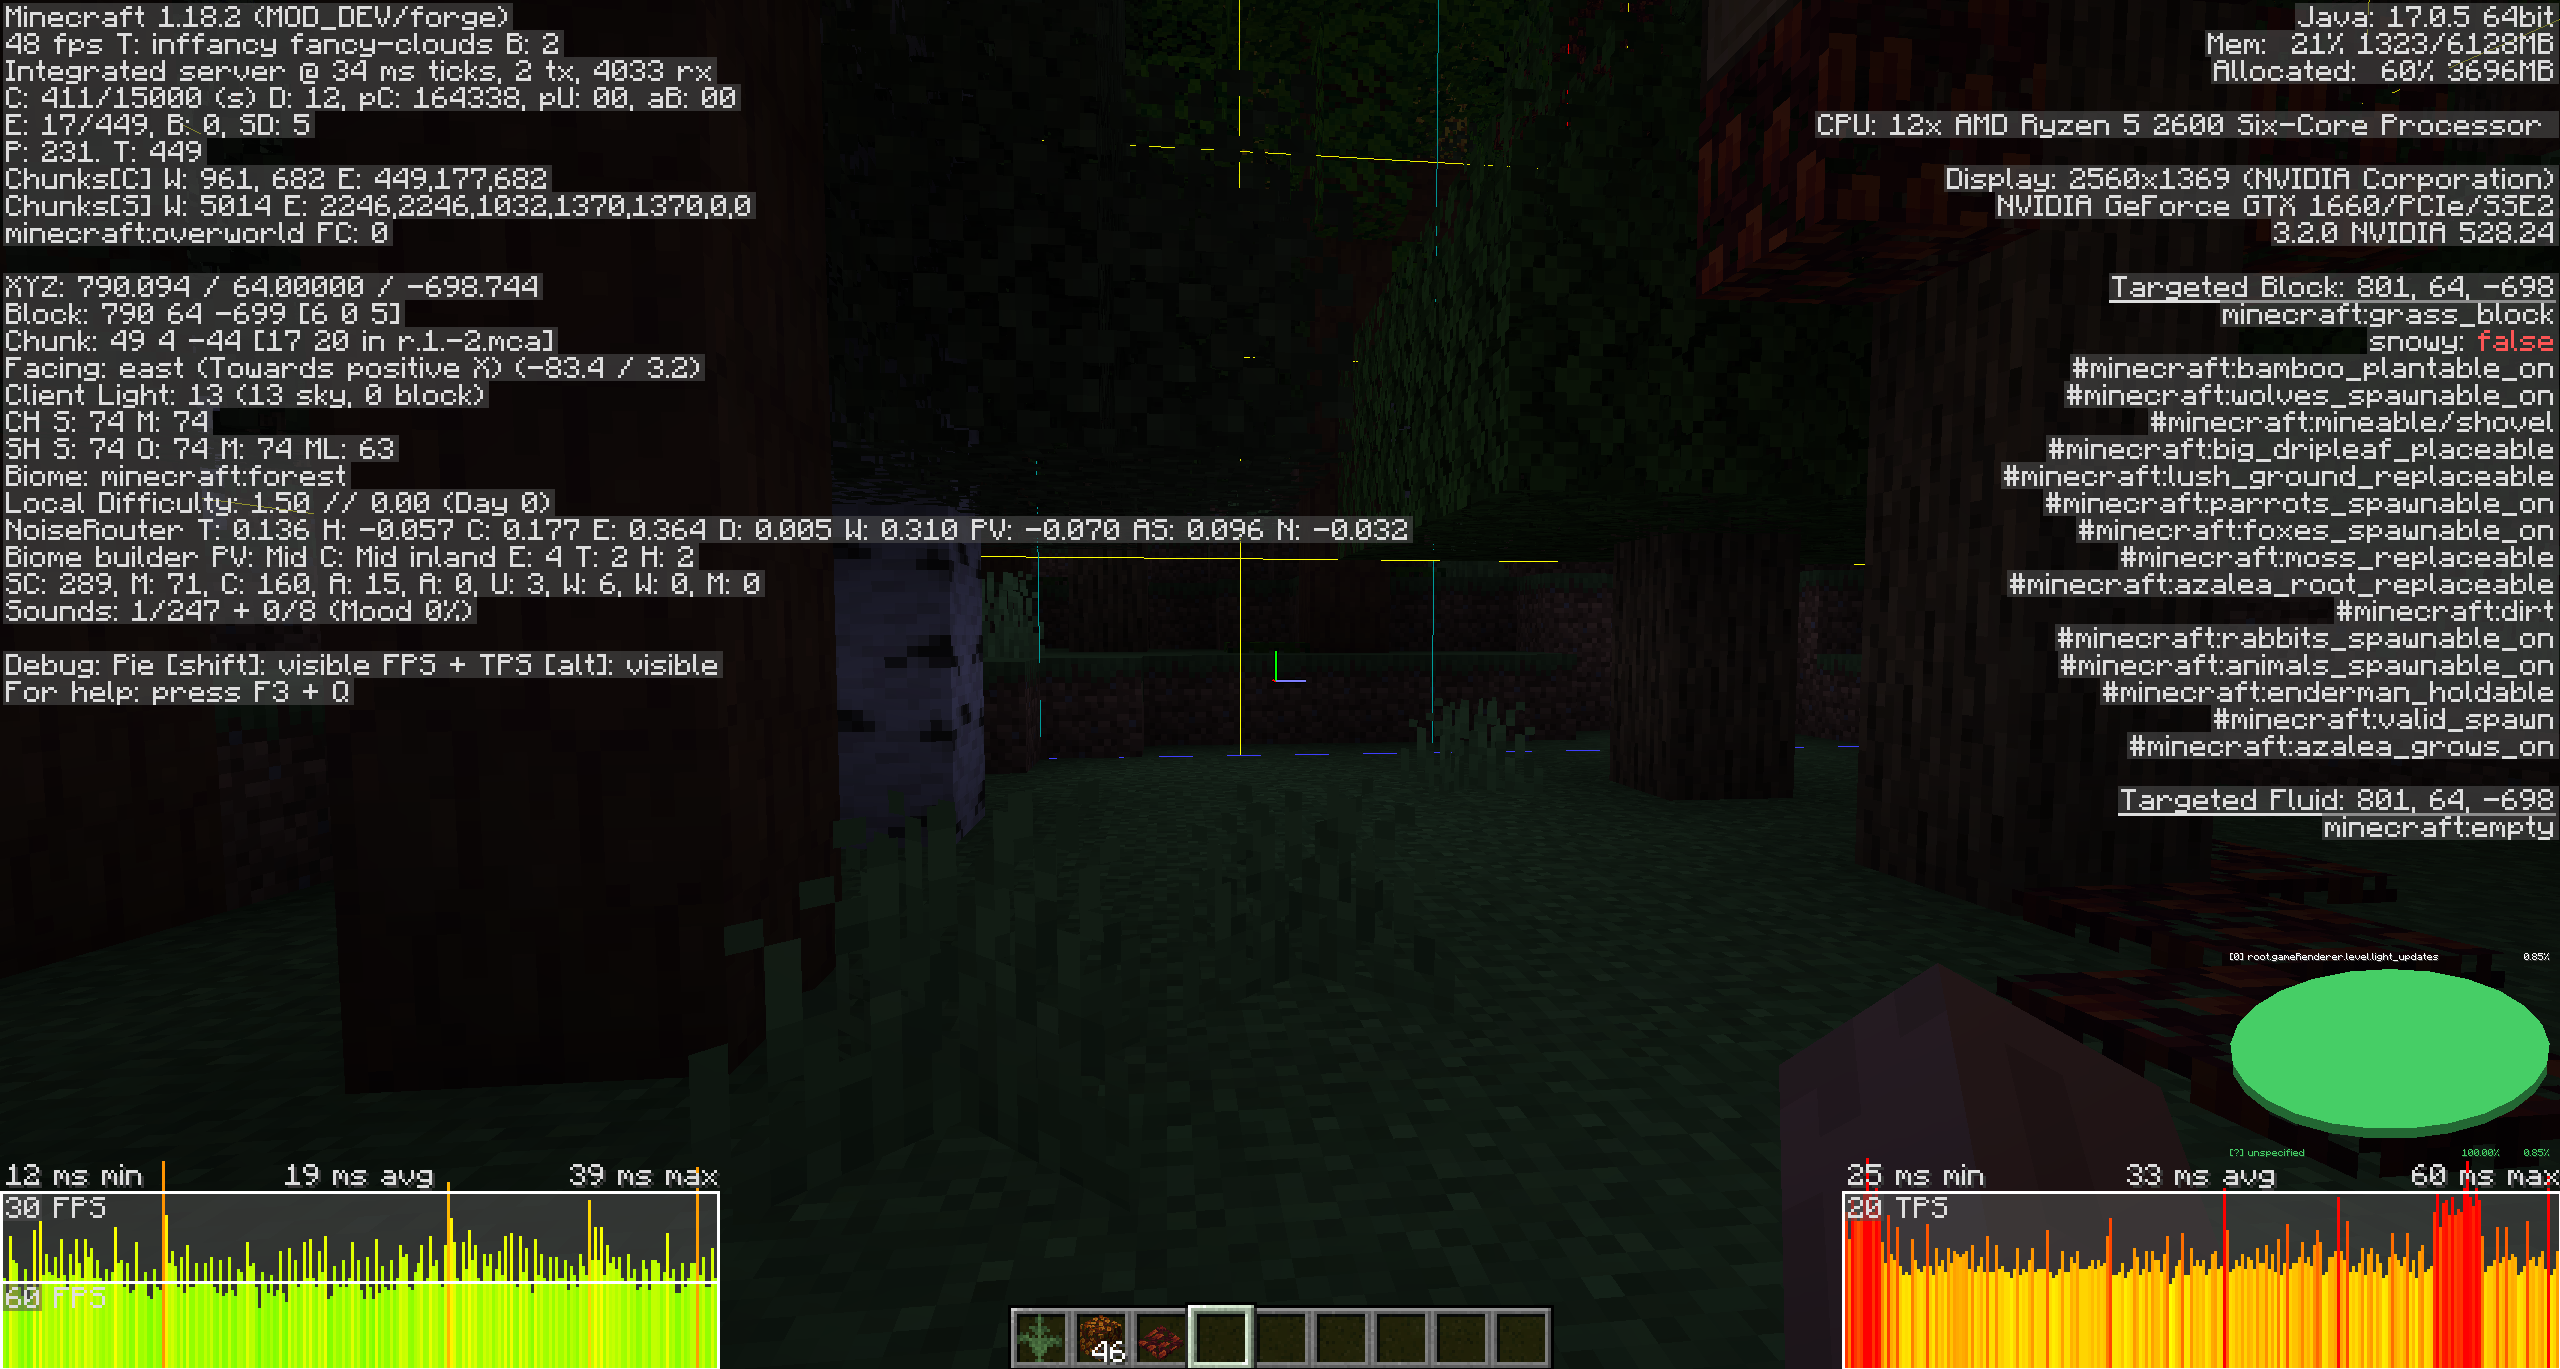 Minecraft 1.18.2 (MOD_DEV/forge)
48 fps T: inffancy fancy-clouds B: 2
Integrated server @ 34 ms ticks, 2 tx, 4033 rx
C: 411/15000 (s) D: 12, pC: 164338, pU: 00, aB: 00
E: 17/449, B: 0, SD: 5
P: 231. T: 449
Chunks[C] W: 961, 682 E: 449,177,682
Chunks[S] W: 5014 E: 2246,2246,1032,1370,1370,0,0
minecraft:overworld FC: 0
XYZ: 790.094 / 64.00000 / -698.744
Block: 790 64 -699 [6 0 5]
Chunk: 49 4 -44 [17 20 in r.1.-2.mca]
Facing: east (Towards positive X) (-83.4 / 3.2)
Client Light: 13 (13 sky, 0 block)
CH S: 74 M: 74
SH S: 74 O: 74 M: 74 ML: 63
Biome: minecraft:forest
Local Difficulty: 1.50 // 0.00 (Day 0)
NoiseRouter T: 0.136 H: -0.057 C: 0.177 E: 0.364 D: 0.005 W: 0.310 PV: -0.070 AS: 0.096 N: -0.032
Biome builder PV: Mid C: Mid inland E: 4 T: 2 H: 2
SC: 289, M: 71, C: 160, A: 15, A: 0, U: 3, W: 6, W: 0, M: 0
Sounds: 1/247 + 0/8 (Mood 0%)
Debug: Pie [shift]: visible FPS + TPS [alt]: visible
For help: press F3 + Q
Java: 17.0.5 64bit
Mem: 21% 1323/6128MB
Allocated: 60% 3696MB
CPU: 12x AMD Ryzen 5 2600 Six-Core Processor
Display: 2560x1369 (NVIDIA Corporation)
NVIDIA GeForce GTX 1660/PCIe/SSE2
3.2.0 NVIDIA 528.24
Targeted Block: 801, 64, -698
minecraft:grass_block
snowy: false
#minecraft:bamboo_plantable_on
#minecraft:wolves_spawnable_on
#minecraft:mineable/shovel
#minecraft:big_dripleaf_placeable
#minecraft:lush_ground_replaceable
#minecraft:parrots_spawnable_on
#minecraft:foxes_spawnable_on
#minecraft:moss_replaceable
#minecraft:azalea_root_replaceable
#minecraft:dirt
#minecraft:rabbits_spawnable_on
#minecraft:animals_spawnable_on
#minecraft:enderman_holdable
#minecraft:valid_spawn
#minecraft:azalea_grows_on
Targeted Fluid: 801, 64, -698
minecraft:empty
[0] root.gameRenderer.level.light_updates 0.85%
[?] unspecified 100.00% 0.85%
12 ms min 19 ms avg 39 ms max
30 FPS
60 FPS
46
25 ms min 33 ms avg 60 ms max
20 TPS